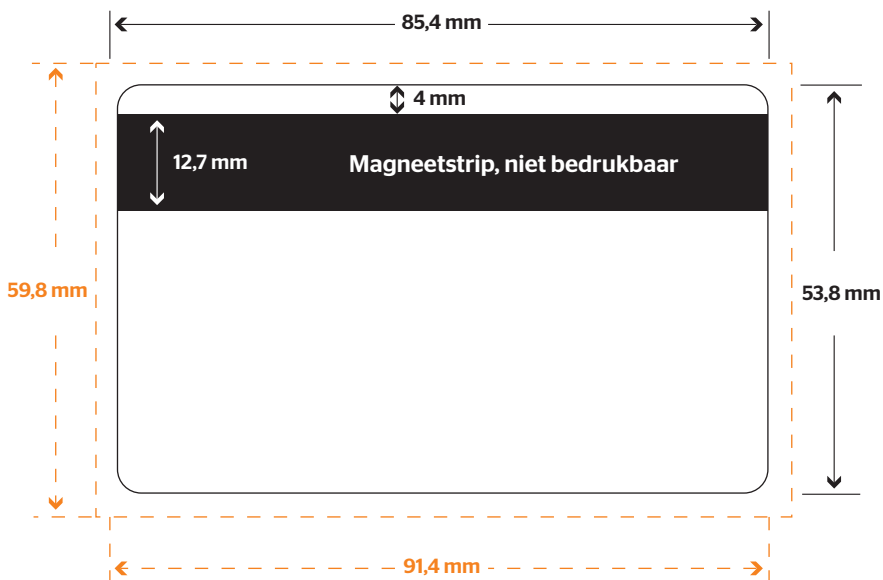 85,4 mm
4 mm
12,7 mm
Magneetstrip, niet bedrukbaar
59,8 mm
53,8 mm
91,4 mm